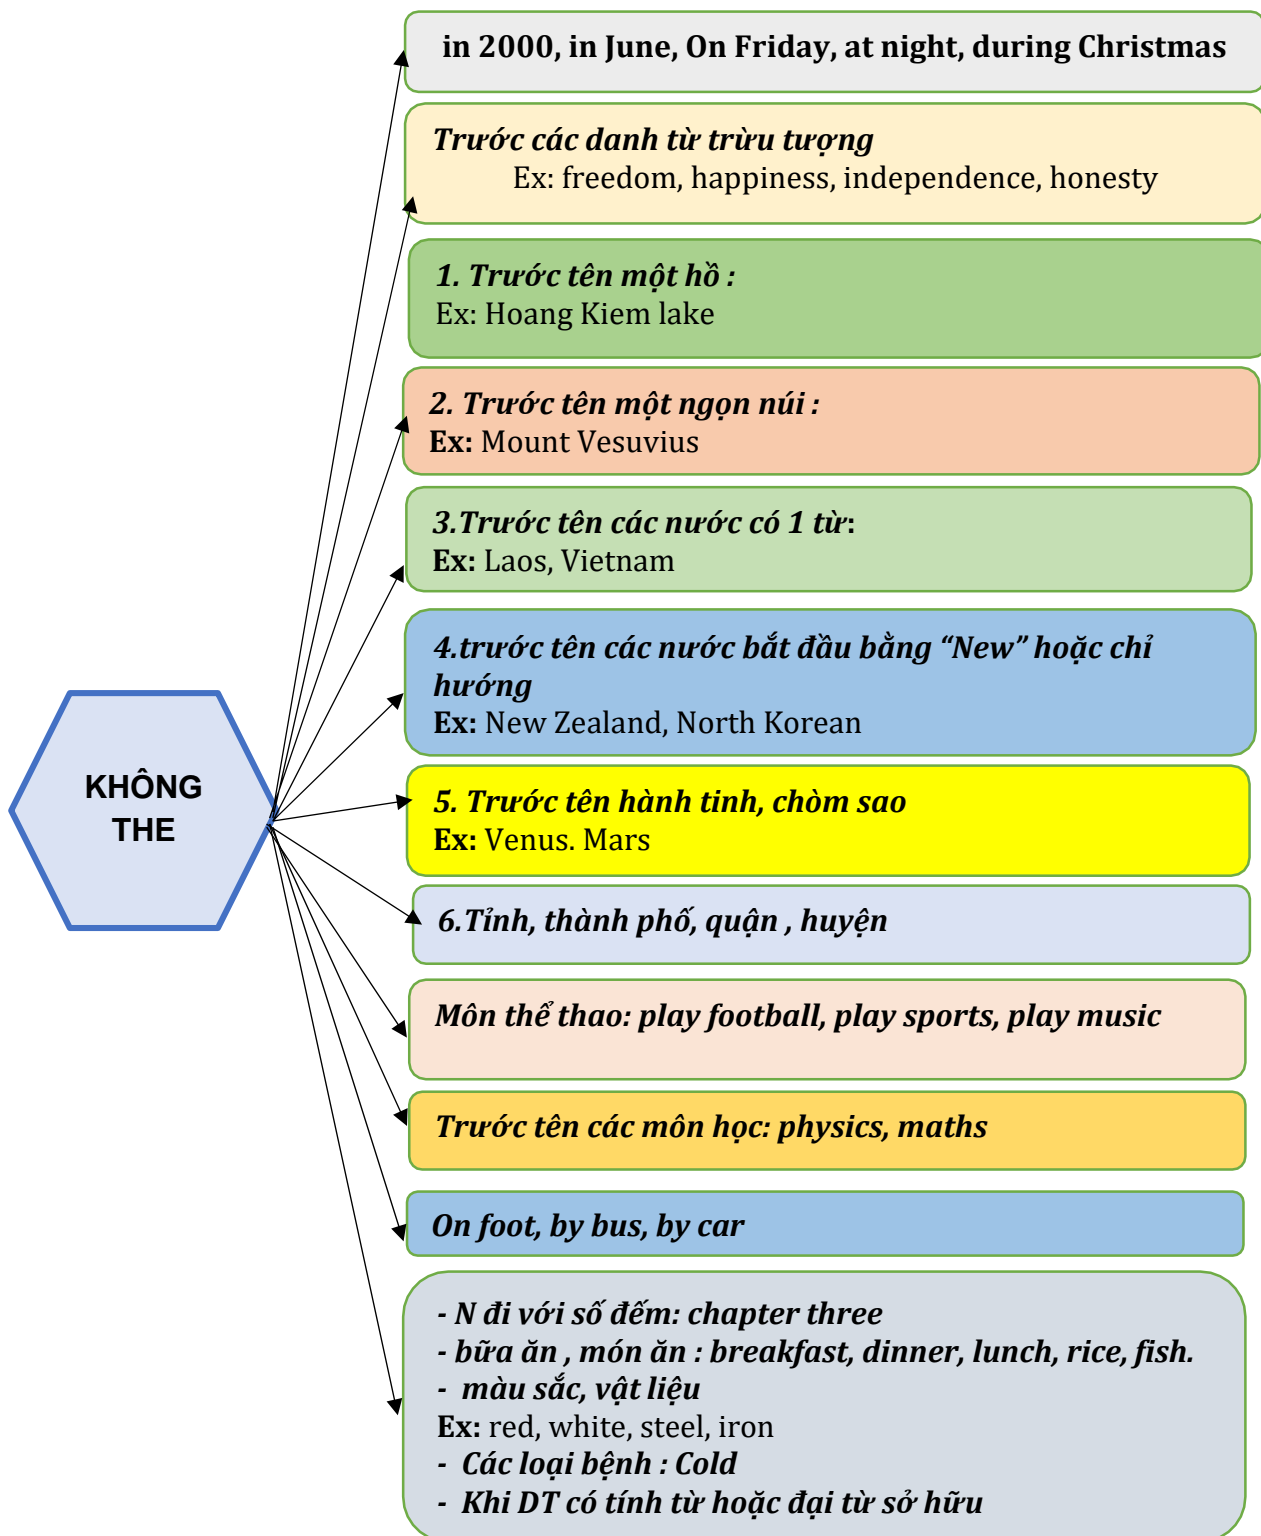 in 2000, in June, On Friday, at night, during Christmas
Trước các danh từ trừu tượng
Ex: freedom, happiness, independence, honesty
1. Trước tên một hồ :
Ex: Hoang Kiem lake
2. Trước tên một ngọn núi :
Ex: Mount Vesuvius
3.Trước tên các nước có 1 từ:
Ex: Laos, Vietnam
4.trước tên các nước bắt đầu bằng “New” hoặc chỉ
hướng
Ex: New Zealand, North Korean
KHÔNG
THE
5. Trước tên hành tinh, chòm sao
Ex: Venus. Mars
6.Tỉnh, thành phố, quận , huyện
Môn thể thao: play football, play sports, play music
Trước tên các môn học: physics, maths
On foot, by bus, by car
- N đi với số đếm: chapter three
- bữa ăn , món ăn : breakfast, dinner, lunch, rice, fish.
- màu sắc, vật liệu
Ex: red, white, steel, iron
- Các loại bệnh : Cold
- Khi DT có tính từ hoặc đại từ sở hữu